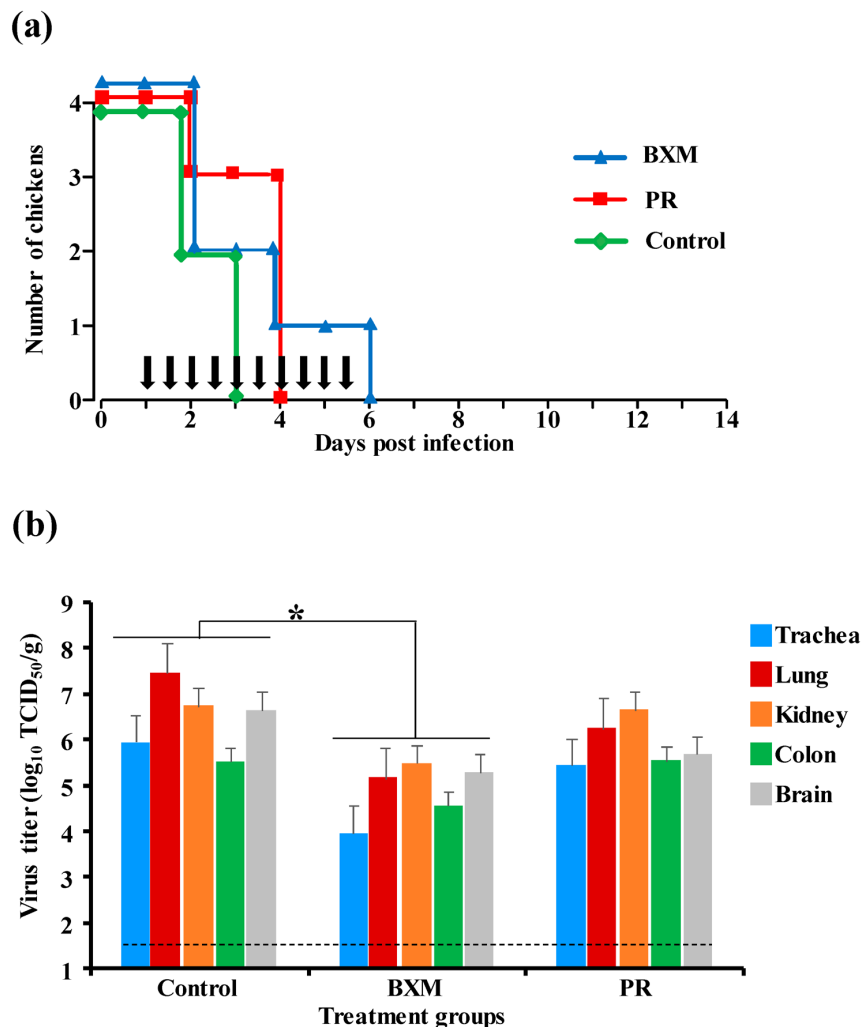 (a)
4
3
2
1
0
Number of chickens
BXM
PR
Control
0 2 4 6 8 10 12 14
Days post infection
(b)
9
8
7
6
5
4
3
2
1
Virus titer (log10 TCID50/g)
*
Trachea
Lung
Kidney
Colon
Brain
Control BXM PR
Treatment groups